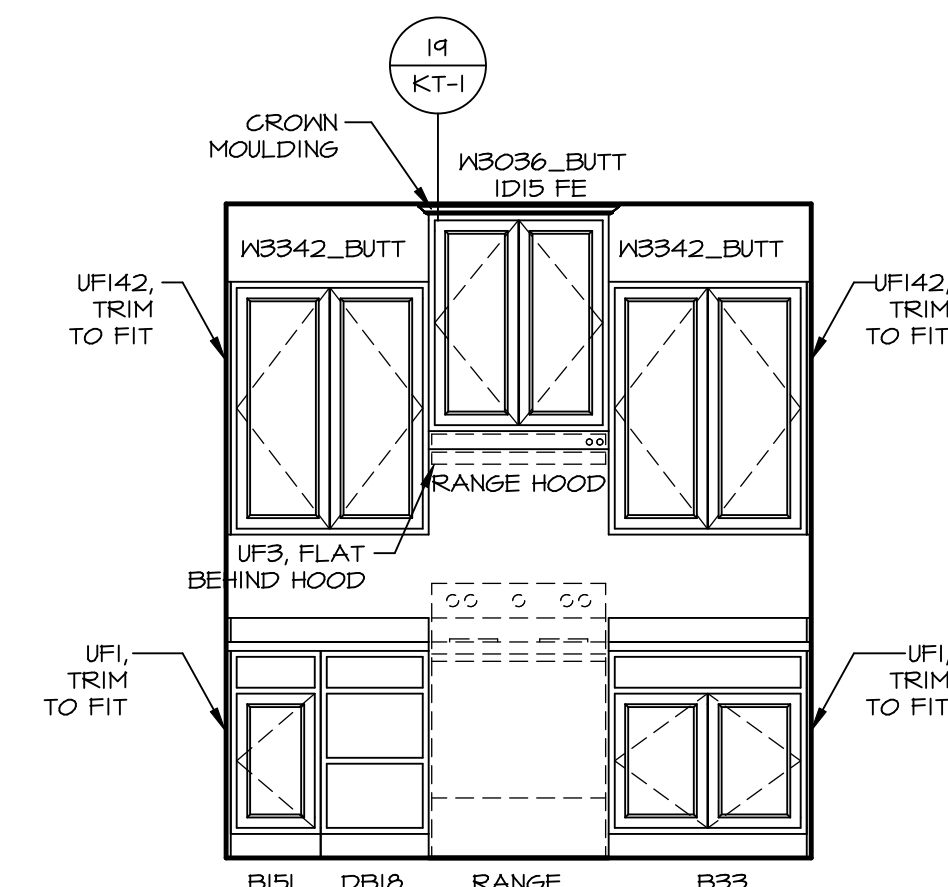 19
KT-1
CROWN
MOULDING
W3036_BUTT
1D15 FE
W3342_BUTT
W3342_BUTT
UF142,
TRIM
TO FIT
UF142,
TRIM
TO FIT
RANGE HOOD
UF3, FLAT
BEHIND HOOD
UF1,
TRIM
TO FIT
UF1,
TRIM
TO FIT
B15L
DB18
RANGE
B33